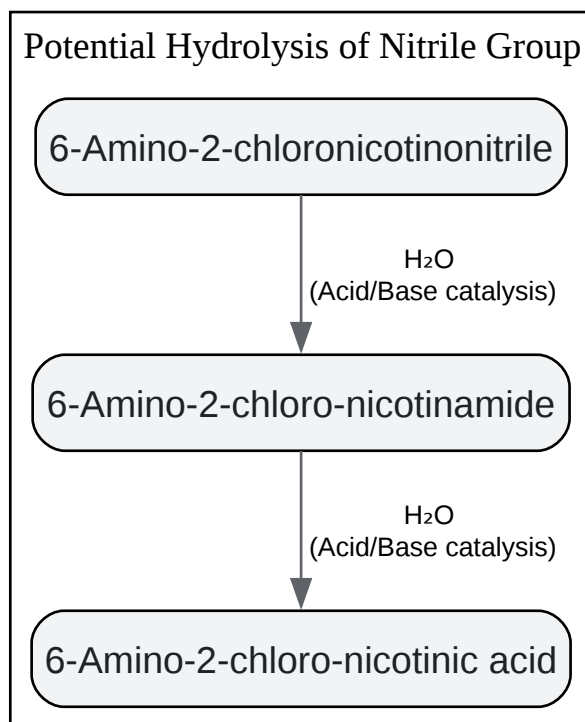 Potential Hydrolysis of Nitrile Group
6-Amino-2-chloronicotinonitrile
H₂O
(Acid/Base catalysis)
6-Amino-2-chloro-nicotinamide
H₂O
(Acid/Base catalysis)
6-Amino-2-chloro-nicotinic acid